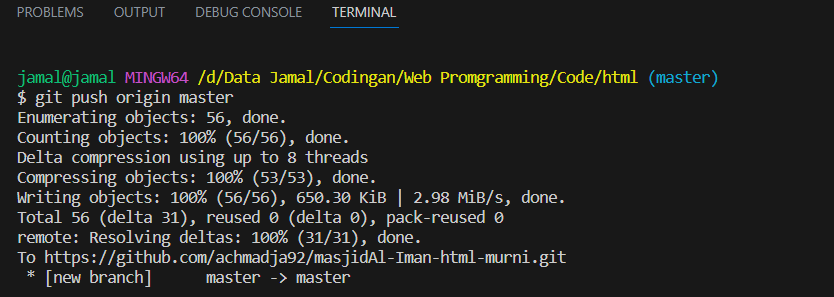 PROBLEMS OUTPUT DEBUG CONSOLE TERMINAL
jamal@jamal MINGW64 /d/Data Jamal/Codingan/Web Promgramming/Code/html (master)
$ git push origin master
Enumerating objects: 56, done.
Counting objects: 100% (56/56), done.
Delta compression using up to 8 threads
Compressing objects: 100% (53/53), done.
Writing objects: 100% (56/56), 650.30 KiB | 2.98 MiB/s, done.
Total 56 (delta 31), reused 0 (delta 0), pack-reused 0
remote: Resolving deltas: 100% (31/31), done.
To https://github.com/achmadja92/masjidAl-Iman-html-murni.git
 * [new branch]      master -> master